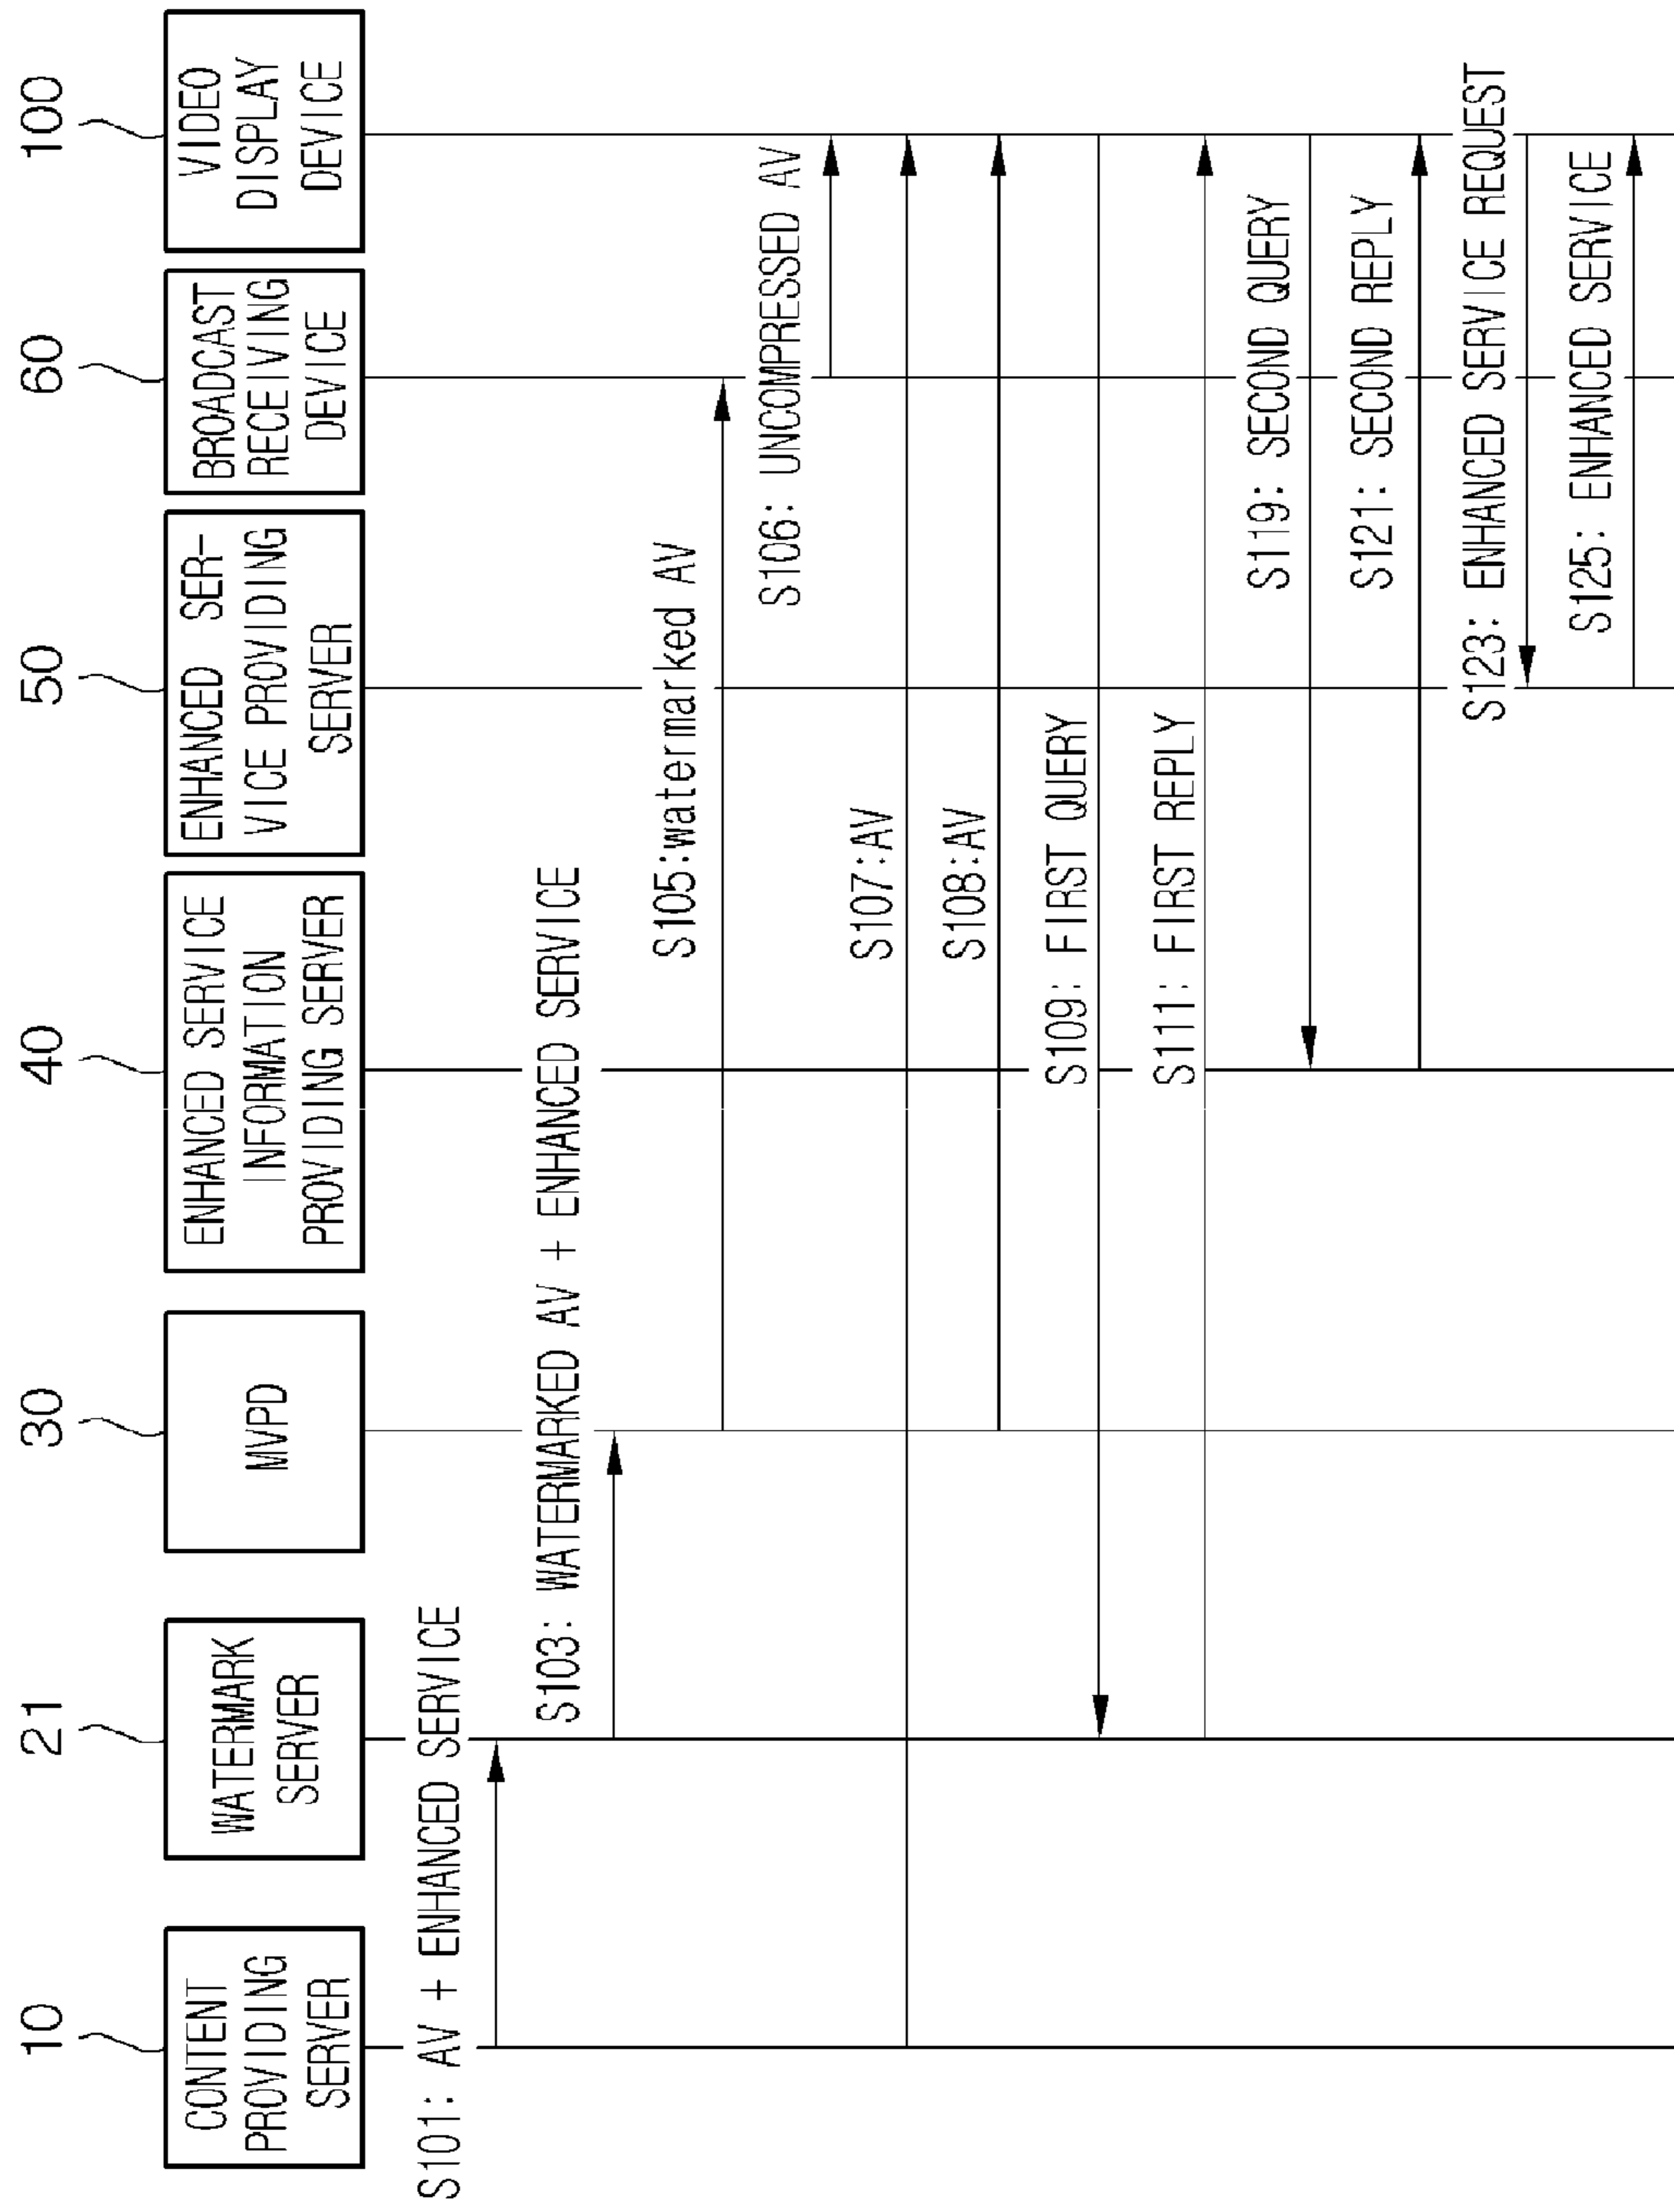 10
21
30
40
50
60
100
CONTENT
PROVIDING
SERVER
WATERMARK
SERVER
MVPD
ENHANCED SERVICE
INFORMATION
PROVIDING SERVER
ENHANCED SER-
VICE PROVIDING
SERVER
BROADCAST
RECEIVING
DEVICE
VIDEO
DISPLAY
DEVICE
S101: AV + ENHANCED SERVICE
S103: WATERMARKED AV + ENHANCED SERVICE
S105:watermarked AV
S106: UNCOMPRESSED AV
S107:AV
S108:AV
S109: FIRST QUERY
S111: FIRST REPLY
S119: SECOND QUERY
S121: SECOND REPLY
S123: ENHANCED SERVICE REQUEST
S125: ENHANCED SERVICE